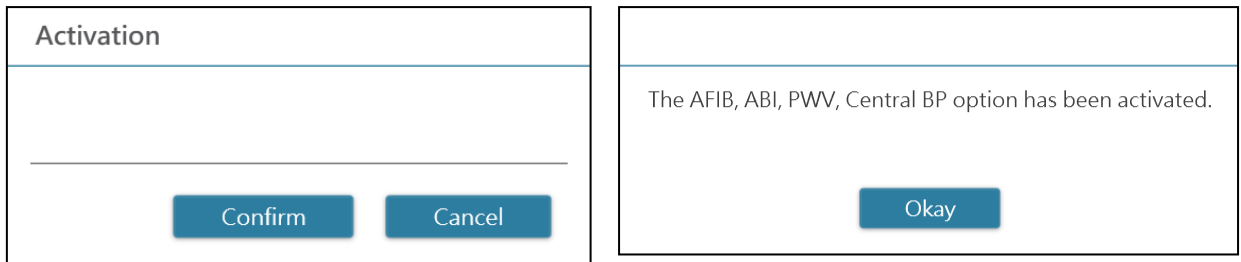 Activation
Confirm
Cancel
The AFIB, ABI, PWV, Central BP option has been activated.
Okay